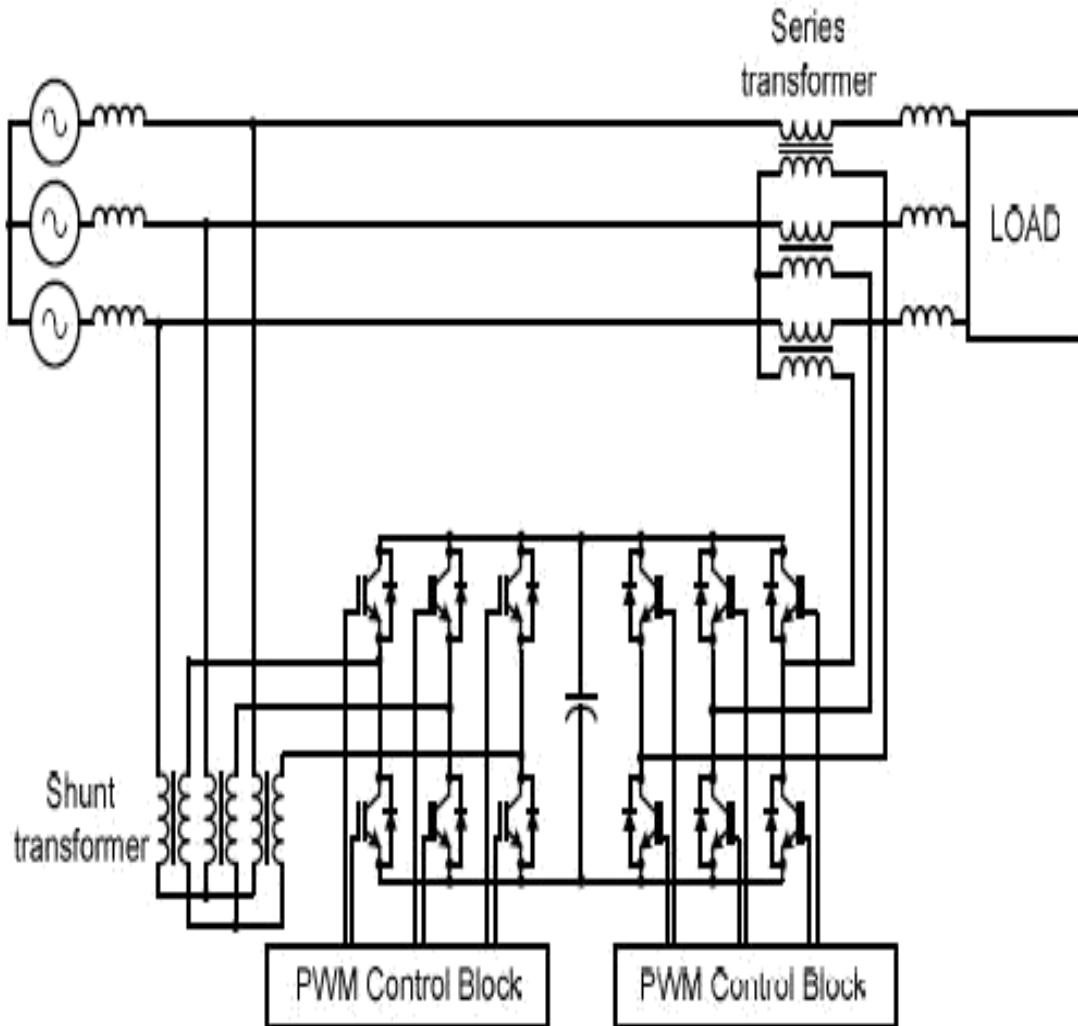 Series
transformer
LOAD
Shunt
transformer
PWM Control Block
PWM Control Block